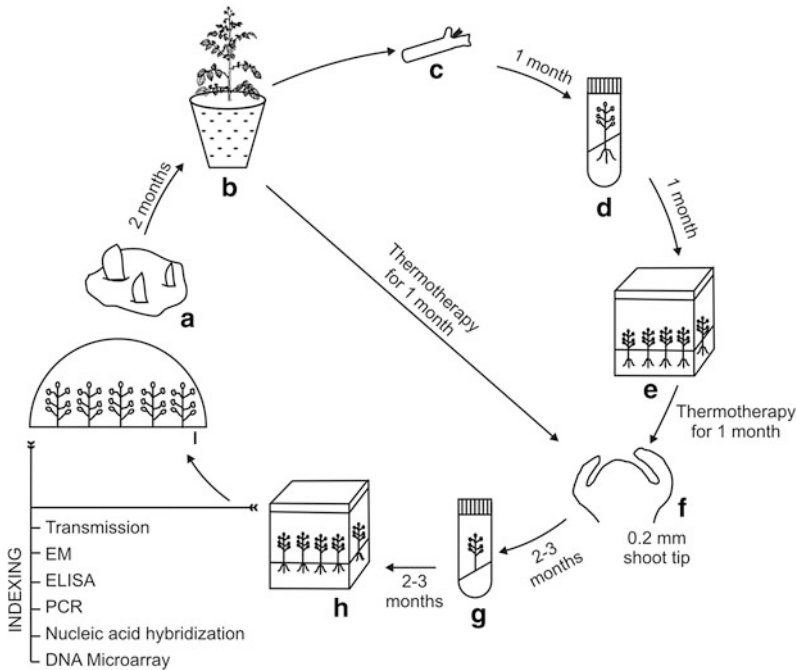 c
1 month
b
d
2 months
1 month
a
Thermotherapy
for 1 month
e
Thermotherapy
for 1 month
I
f
0.2 mm
shoot tip
2-3
months
g
2-3
months
h
INDEXING
Transmission
EM
ELISA
PCR
Nucleic acid hybridization
DNA Microarray